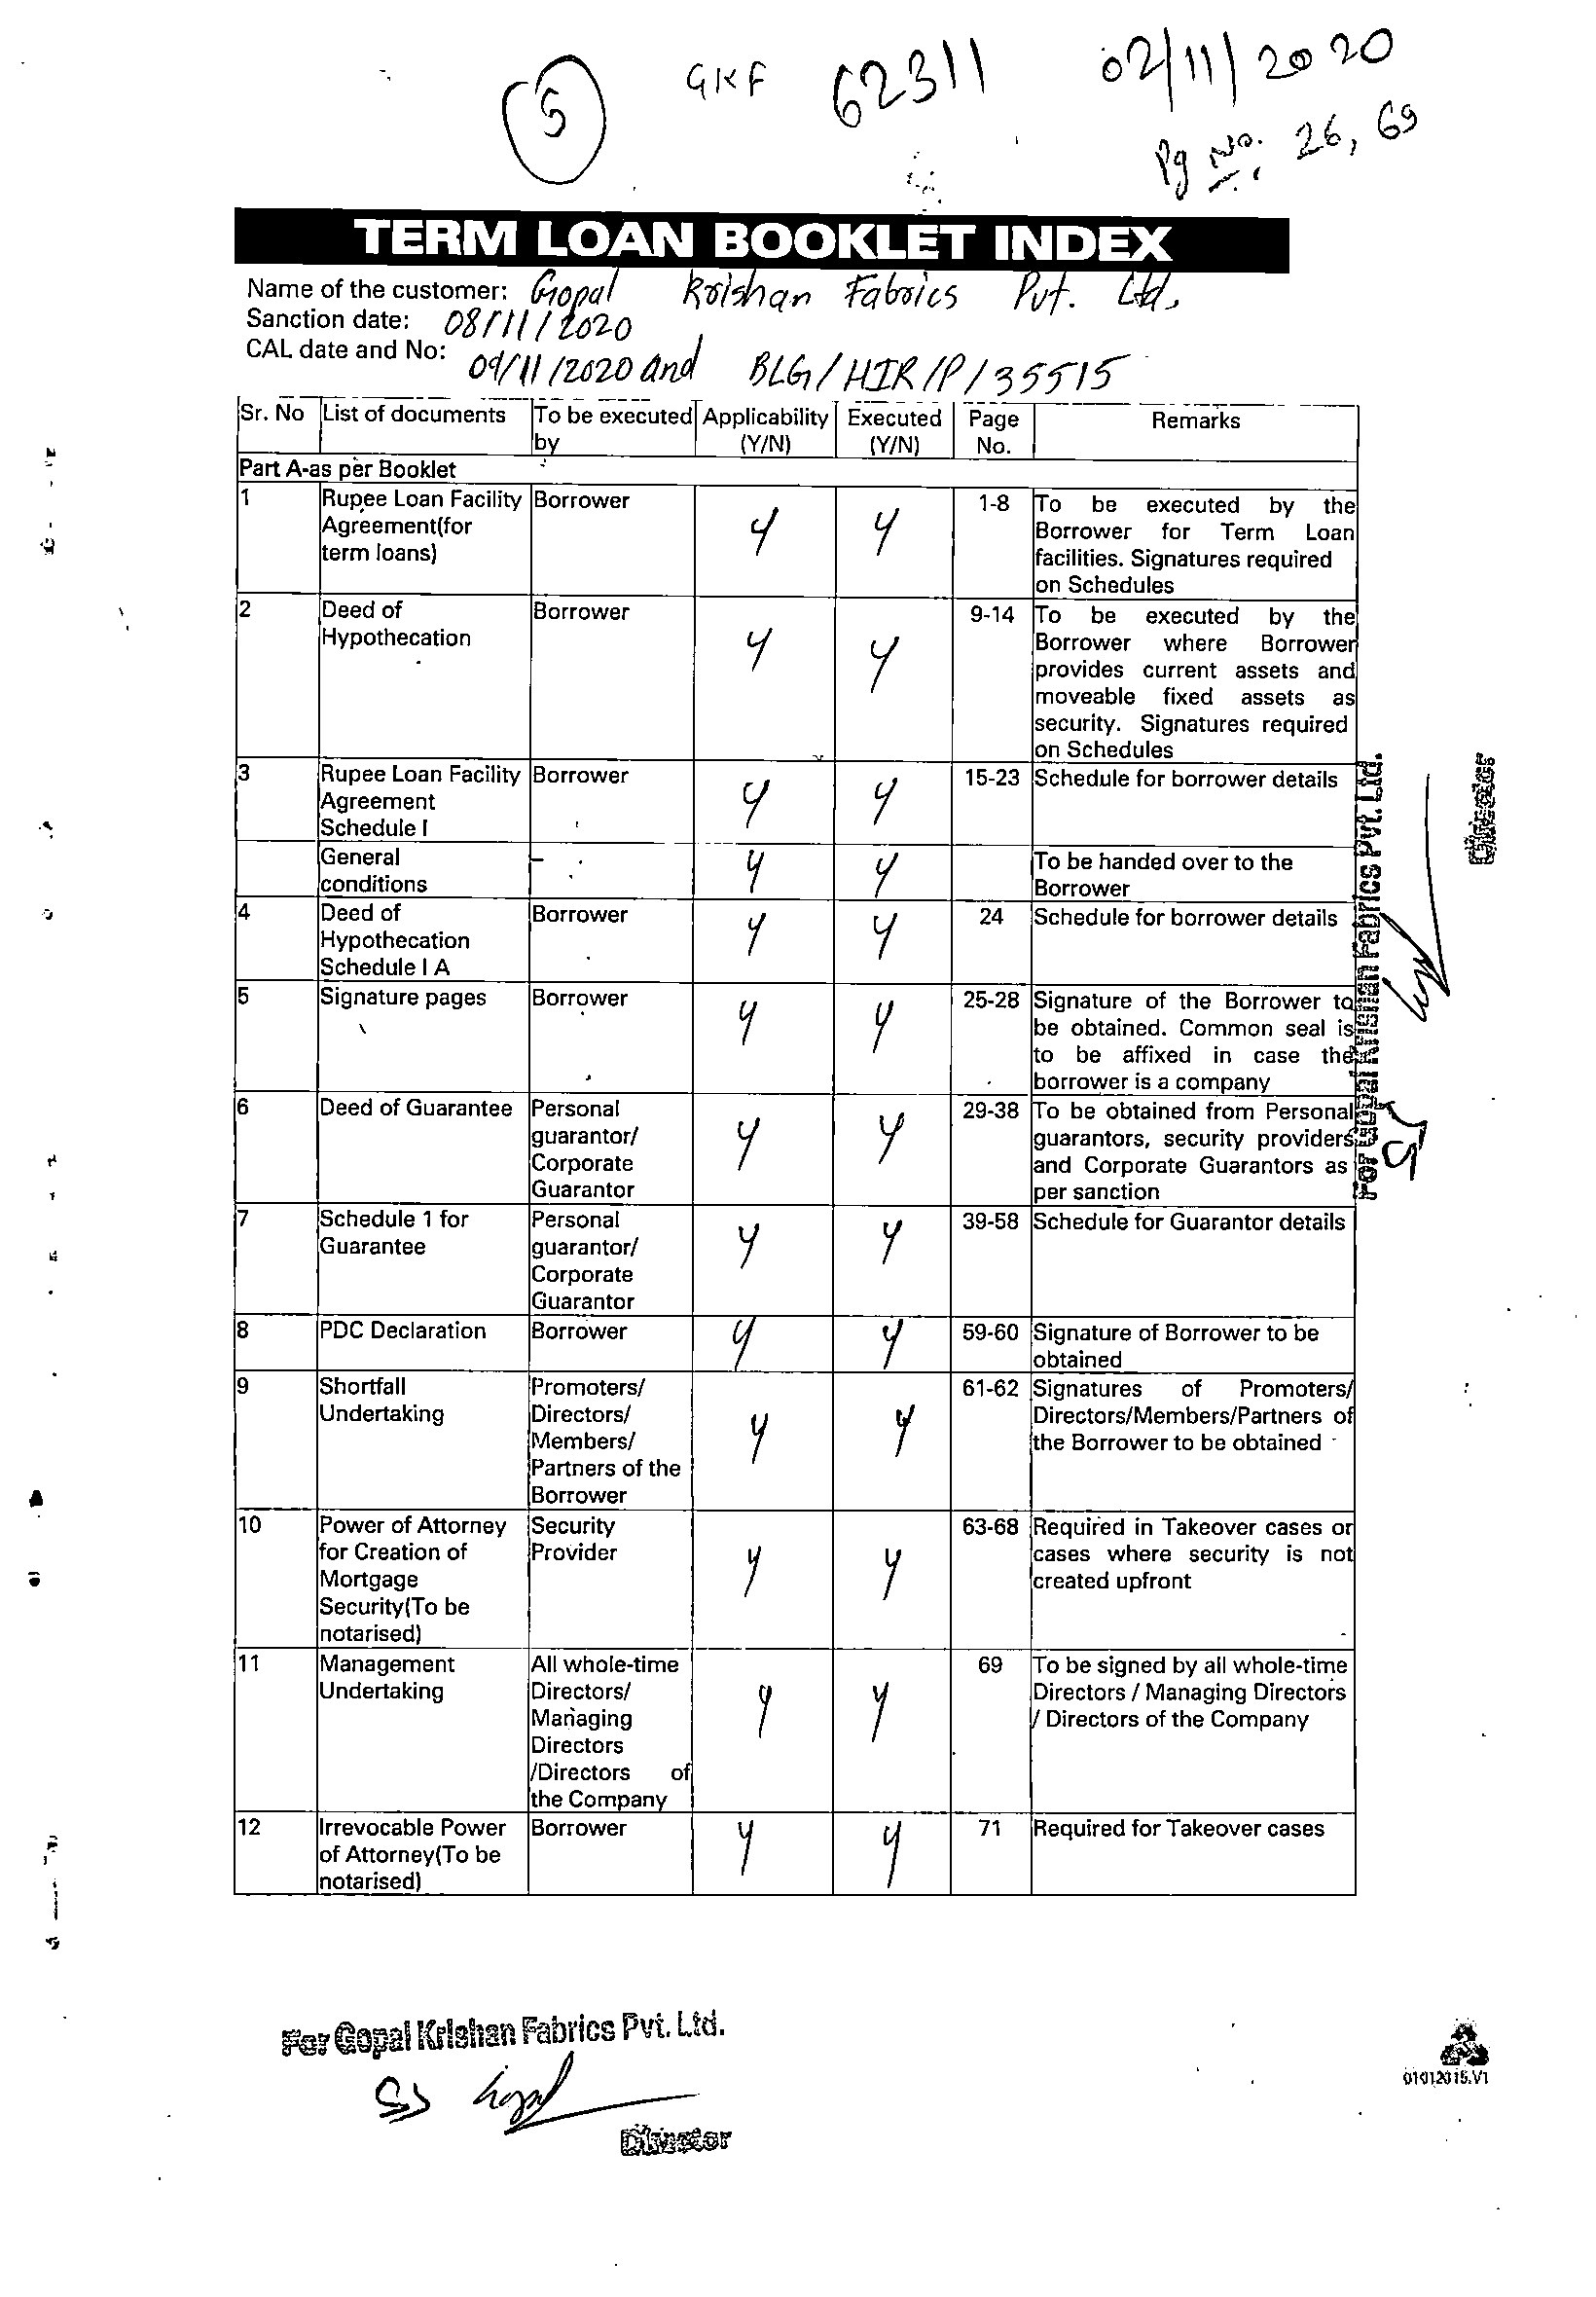 5 GKF 62311 02/11/2020
Pg No. 26, 69
TERM LOAN BOOKLET INDEX
Name of the customer: Gopal Krishan Fabrics Pvt. Ltd.
Sanction date: 08/11/2020
CAL date and No: 09/11/2020 and BLG/HIR/P/35515
Sr. No List of documents To be executed by Applicability (Y/N) Executed (Y/N) Page No. Remarks
Part A-as per Booklet
1 Rupee Loan Facility Borrower Y Y 1-8 To be executed by the
Agreement(for Borrower for Term Loan
term loans) facilities. Signatures required
on Schedules
2 Deed of Borrower Y Y 9-14 To be executed by the
Hypothecation Borrower where Borrower
provides current assets and
moveable fixed assets as
security. Signatures required
on Schedules
3 Rupee Loan Facility Borrower Y Y 15-23 Schedule for borrower details
Agreement
Schedule I
General – Y Y To be handed over to the
conditions Borrower
4 Deed of Borrower Y Y 24 Schedule for borrower details
Hypothecation
Schedule I A
5 Signature pages Borrower Y Y 25-28 Signature of the Borrower to
be obtained. Common seal is
to be affixed in case the
borrower is a company
6 Deed of Guarantee Personal Y Y 29-38 To be obtained from Personal
guarantor/ guarantors, security providers
Corporate and Corporate Guarantors as
Guarantor per sanction
7 Schedule 1 for Personal Y Y 39-58 Schedule for Guarantor details
Guarantee guarantor/
Corporate
Guarantor
8 PDC Declaration Borrower Y Y 59-60 Signature of Borrower to be
obtained
9 Shortfall Promoters/ Y Y 61-62 Signatures of Promoters/
Undertaking Directors/ Directors/Members/Partners of
Members/ the Borrower to be obtained
Partners of the
Borrower
10 Power of Attorney Security Y Y 63-68 Required in Takeover cases or
for Creation of Provider cases where security is not
Mortgage created upfront
Security(To be
notarised)
11 Management All whole-time Y Y 69 To be signed by all whole-time
Undertaking Directors/ Directors / Managing Directors
Managing / Directors of the Company
Directors
/Directors of
the Company
12 Irrevocable Power Borrower Y Y 71 Required for Takeover cases
of Attorney(To be
notarised)
For Gopal Krishan Fabrics Pvt. Ltd.
Director
For Gopal Krishan Fabrics Pvt. Ltd.
Director
01012015.V1